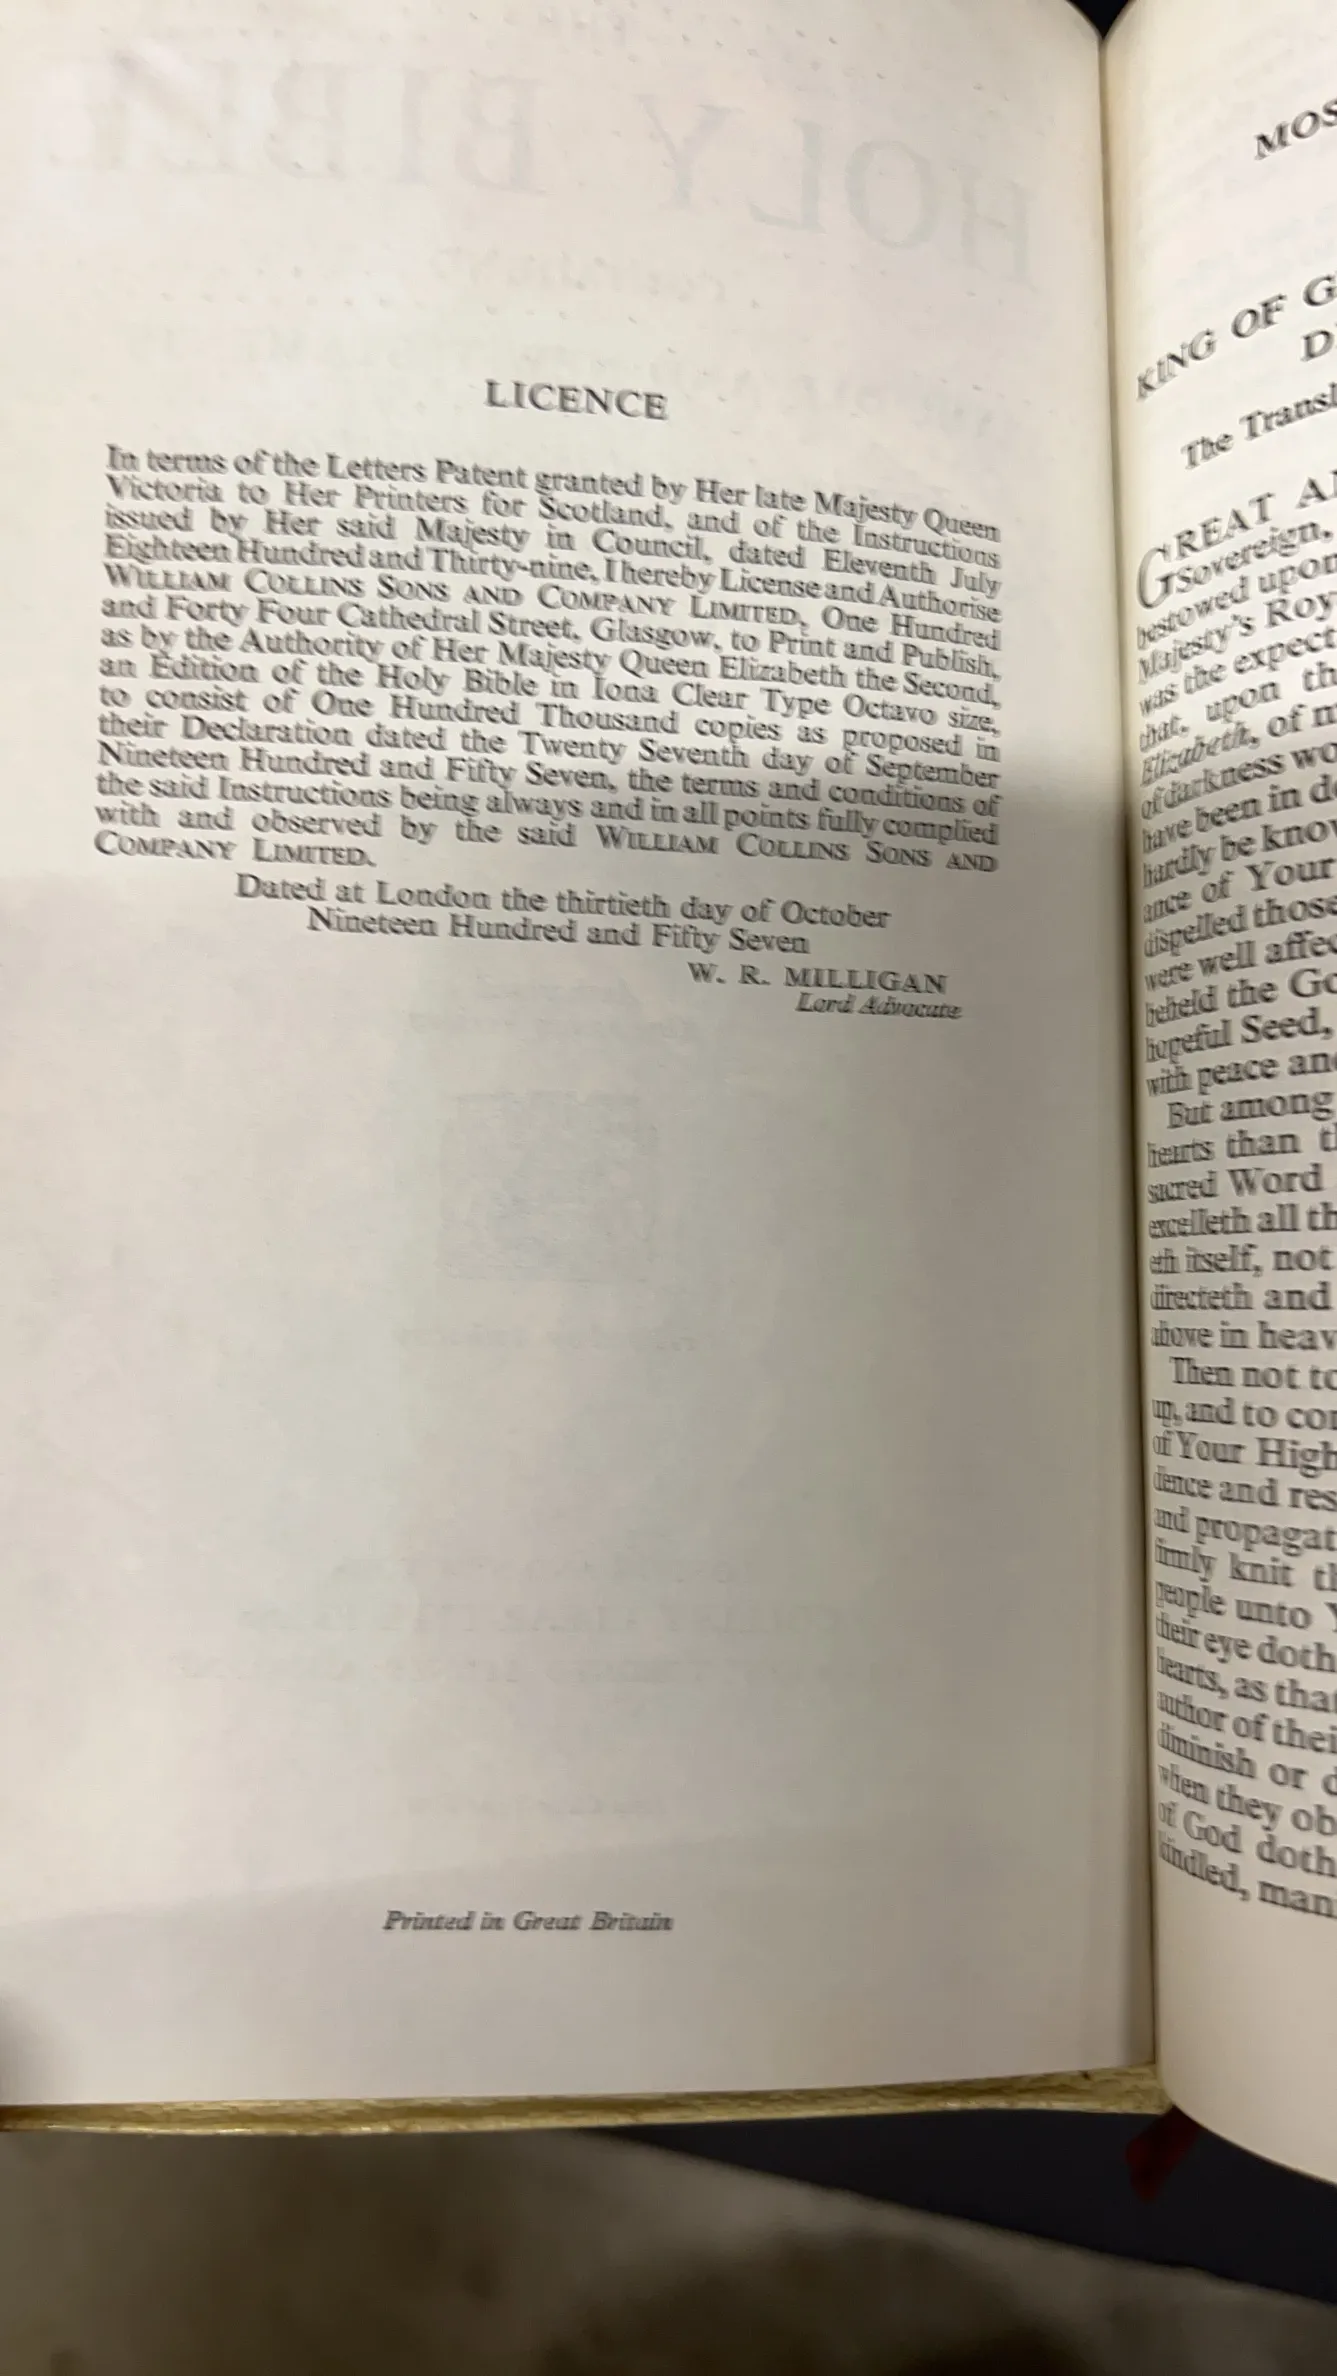 LICENCE
In terms of the Letters Patent granted by Her late Majesty Queen
Victoria to Her Printers for Scotland, and of the Instructions
issued by Her said Majesty in Council, dated Eleventh July
Eighteen Hundred and Thirty-nine, I hereby License and Authorise
WILLIAM COLLINS SONS AND COMPANY LIMITED, One Hundred
and Forty Four Cathedral Street, Glasgow, to Print and Publish,
as by the Authority of Her Majesty Queen Elizabeth the Second,
an Edition of the Holy Bible in Iona Clear Type Octavo size,
to consist of One Hundred Thousand copies as proposed in
their Declaration dated the Twenty Seventh day of September
Nineteen Hundred and Fifty Seven, the terms and conditions of
the said Instructions being always and in all points fully complied
with and observed by the said WILLIAM COLLINS SONS AND
COMPANY LIMITED.
Dated at London the thirtieth day of October
Nineteen Hundred and Fifty Seven
W. R. MILLIGAN
Lord Advocate
Printed in Great Britain
MOS
KING OF G
D
The Transl
GREAT A
Sovereign,
bestowed upon
Majesty's Roy
was the expect
that, upon th
Elizabeth, of m
of darkness wo
have been in d
hardly be know
ance of Your
dispelled those
were well affec
beheld the Go
hopeful Seed,
with peace and
But among
hearts than th
sacred Word
excelleth all th
eth itself, not
directeth and
above in heav
Then not to
up, and to con
of Your High
dence and res
and propagat
firmly knit th
people unto Y
their eye doth
hearts, as that
author of thei
diminish or d
when they ob
of God doth
kindled, man